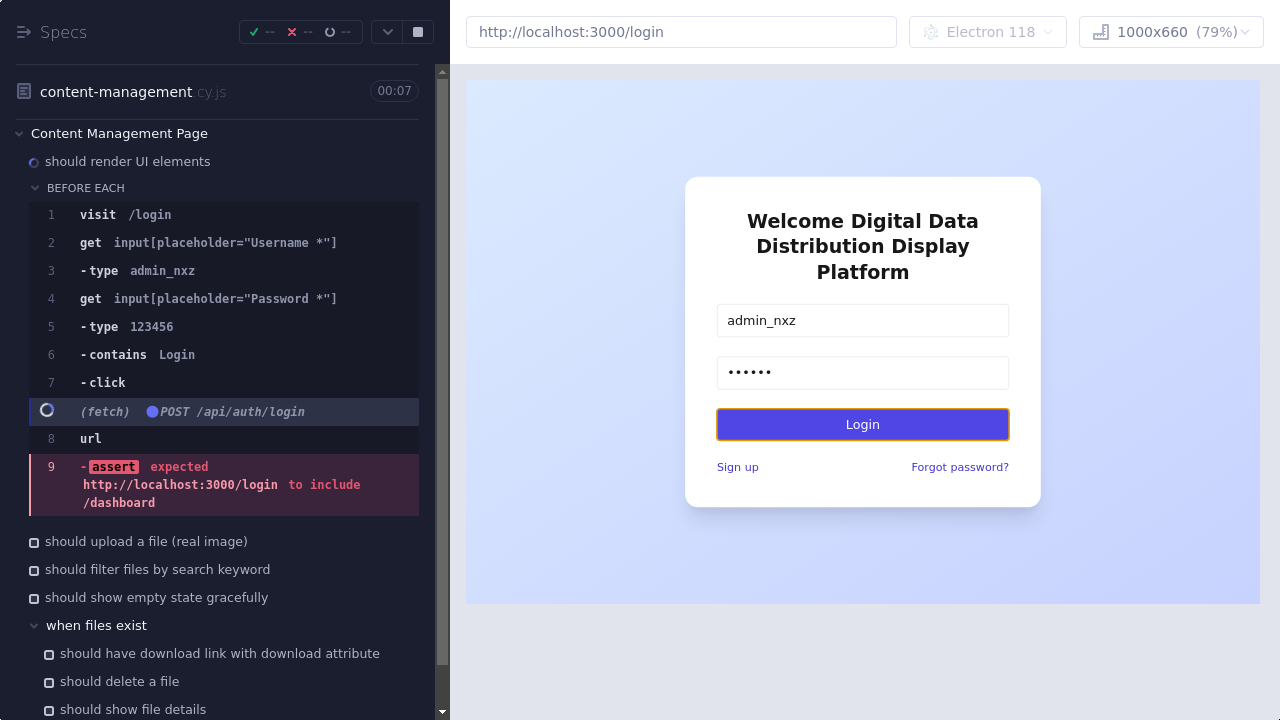 Specs
-- -- --
content-management cy.js 00:07
Content Management Page
should render UI elements
BEFORE EACH
1 visit /login
2 get input[placeholder="Username *"]
3 -type admin_nxz
4 get input[placeholder="Password *"]
5 -type 123456
6 -contains Login
7 -click
(fetch) POST /api/auth/login
8 url
9 -assert expected
http://localhost:3000/login to include
/dashboard
should upload a file (real image)
should filter files by search keyword
should show empty state gracefully
when files exist
should have download link with download attribute
should delete a file
should show file details
http://localhost:3000/login
Electron 118
1000x660 (79%)
Welcome Digital Data
Distribution Display
Platform
admin_nxz
••••••
Login
Sign up Forgot password?